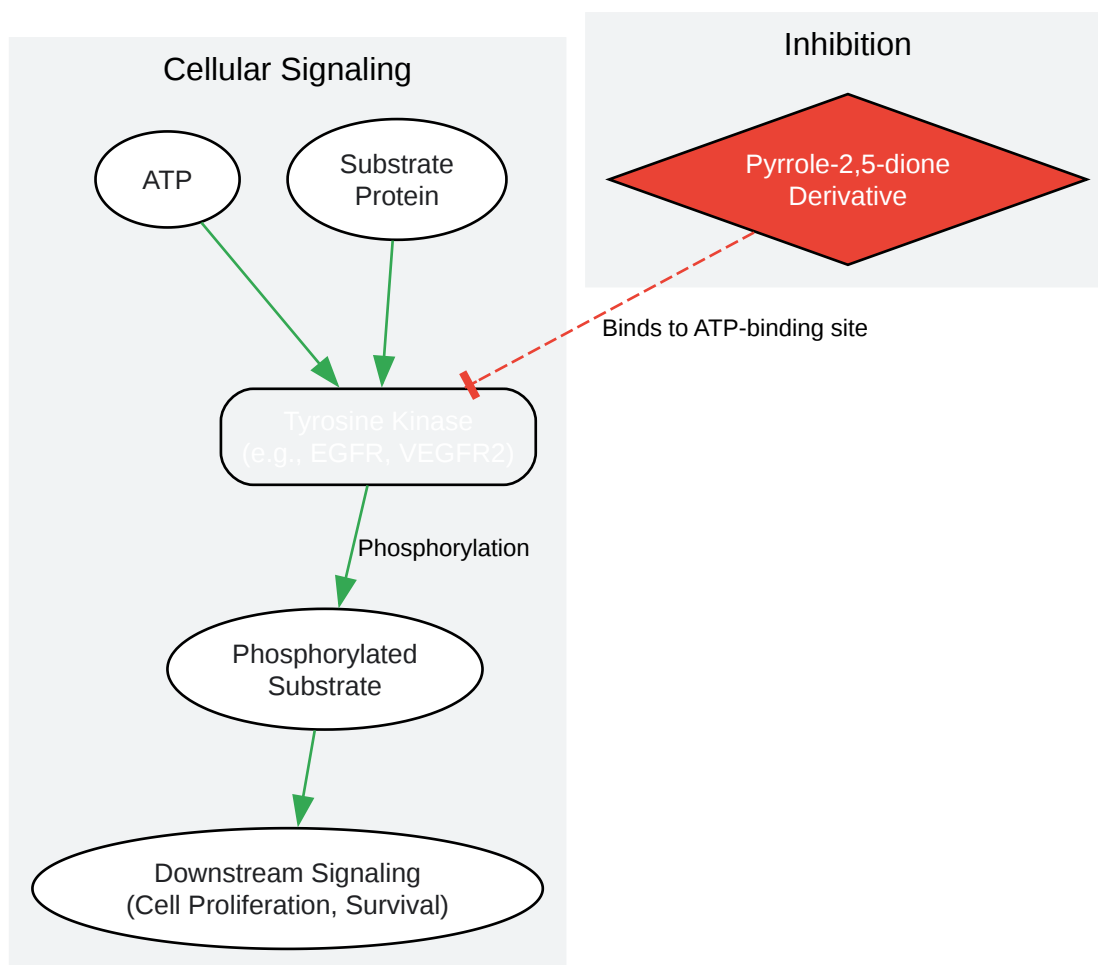 Cellular Signaling
Inhibition
ATP
Substrate
Protein
Pyrrole-2,5-dione
Derivative
Binds to ATP-binding site
Tyrosine Kinase
(e.g., EGFR, VEGFR2)
Phosphorylation
Phosphorylated
Substrate
Downstream Signaling
(Cell Proliferation, Survival)